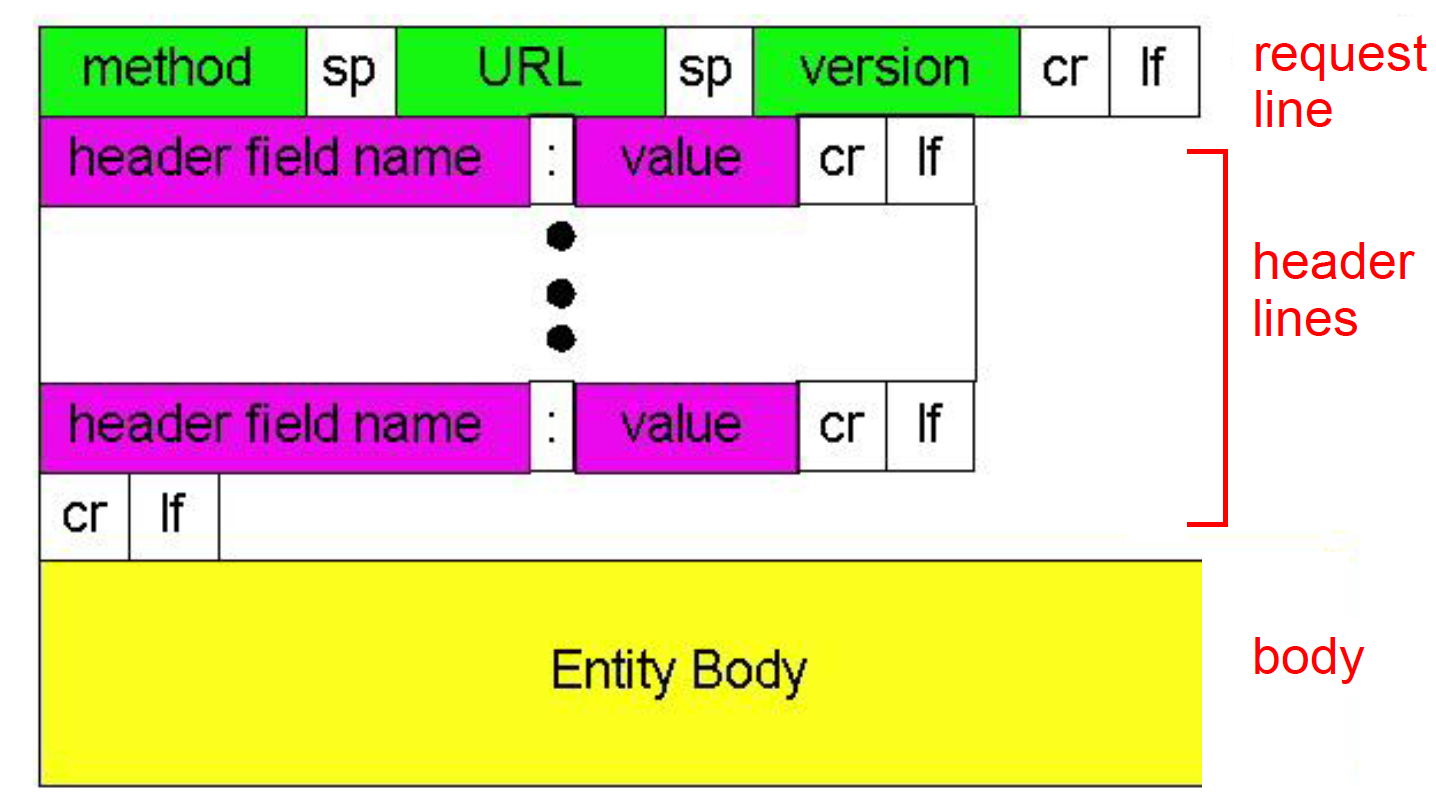 method sp URL sp version cr lf
request
line
header field name : value cr lf
header
lines
header field name : value cr lf
cr lf
Entity Body
body